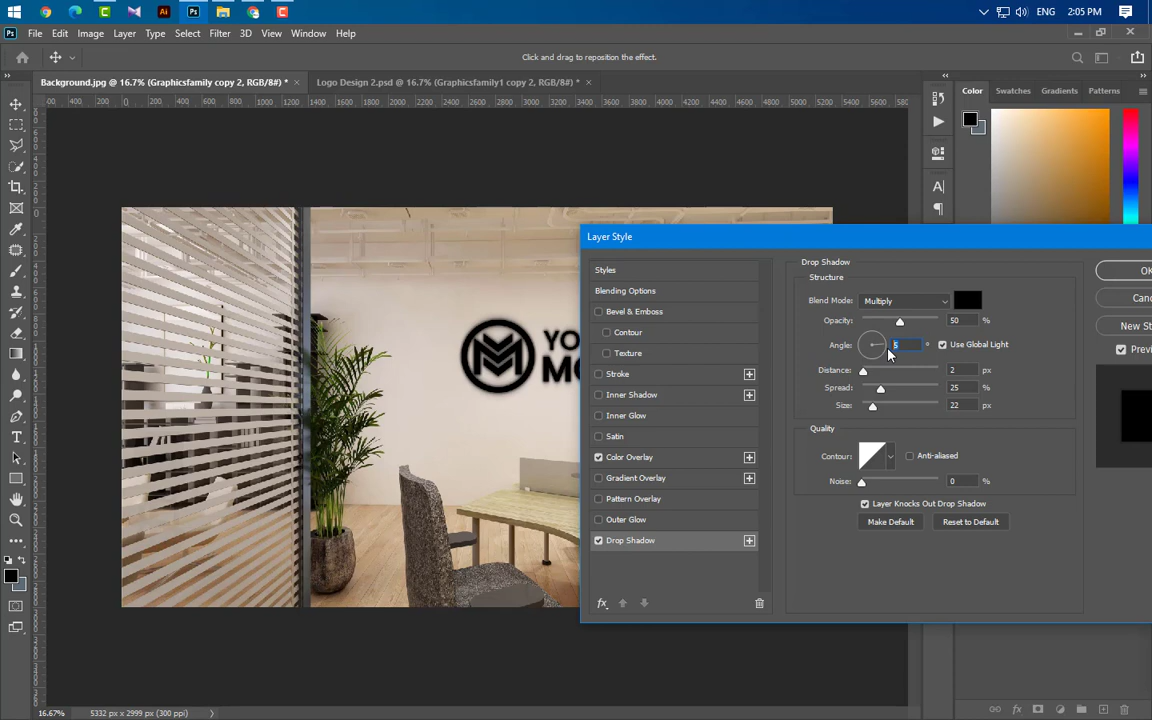 ENG 2:05 PM
Ps File Edit Image Layer Type Select Filter 3D View Window Help
Click and drag to reposition the effect.
Background.jpg @ 16.7% (Graphicsfamily copy 2, RGB/8#) * × Logo Design 2.psd @ 16.7% (Graphicsfamily1 copy 2, RGB/8#) * ×
Color Swatches Gradients Patterns
Layer Style
YO
MO
Styles
Blending Options
Bevel & Emboss
Contour
Texture
Stroke
Inner Shadow
Inner Glow
Satin
Color Overlay
Gradient Overlay
Pattern Overlay
Outer Glow
Drop Shadow
fx
Drop Shadow
Structure
Blend Mode: Multiply
Opacity: 50 %
Angle: 5 ° Use Global Light
Distance: 2 px
Spread: 25 %
Size: 22 px
Quality
Contour: Anti-aliased
Noise: 0 %
Layer Knocks Out Drop Shadow
Make Default Reset to Default
OK
Canc
New St
Previ
16.67% 5332 px x 2999 px (300 ppi)